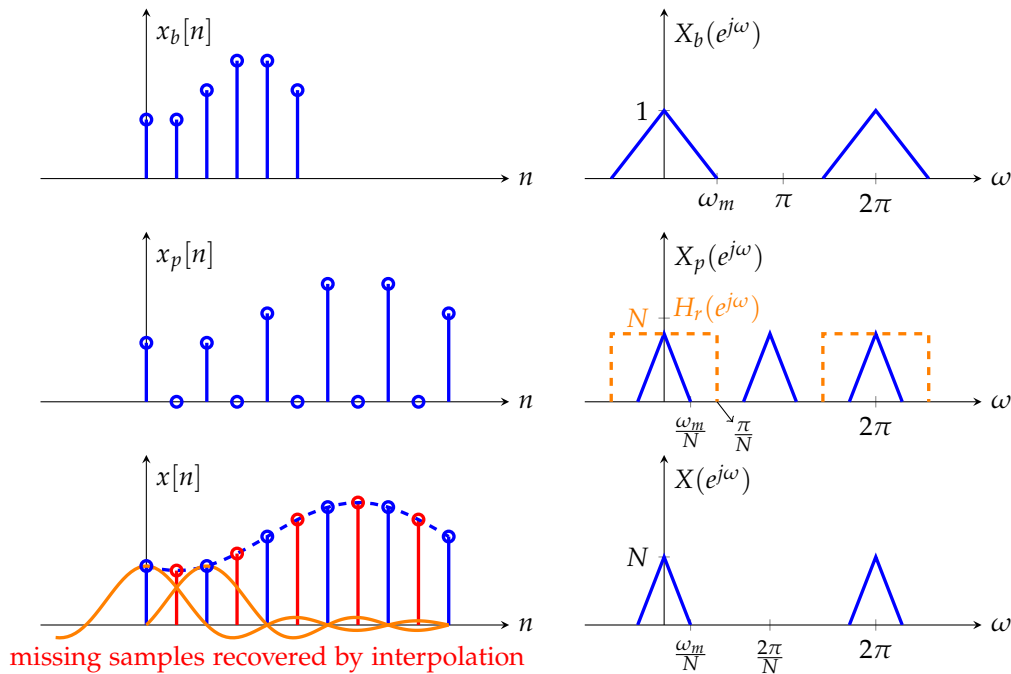 x_b[n]
n
X_b(e^{jω})
1
ω_m
π
2π
ω
x_p[n]
n
X_p(e^{jω})
N
H_r(e^{jω})
ω_m/N
π/N
2π
ω
x[n]
n
missing samples recovered by interpolation
X(e^{jω})
N
ω_m/N
2π/N
2π
ω